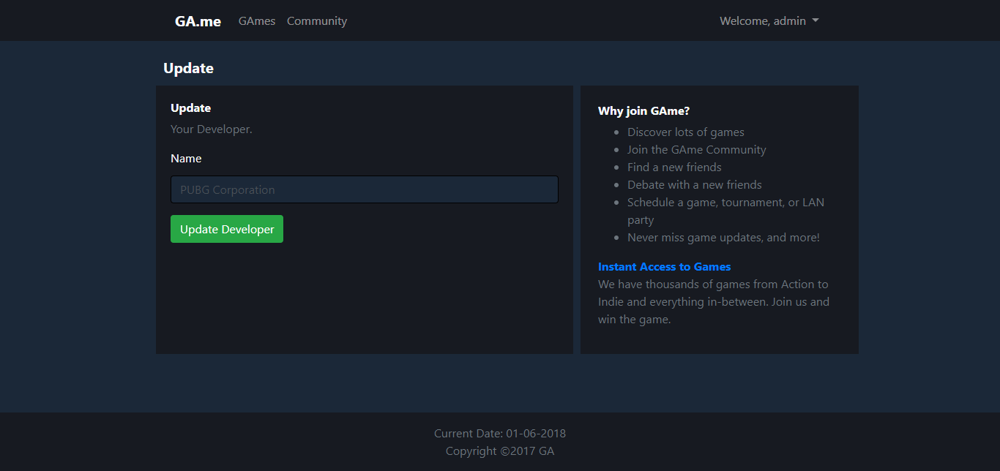 GA.me GAmes Community Welcome, admin
Update
Update
Your Developer.
Name
PUBG Corporation
Update Developer
Why join GAme?
Discover lots of games
Join the GAme Community
Find a new friends
Debate with a new friends
Schedule a game, tournament, or LAN
party
Never miss game updates, and more!
Instant Access to Games
We have thousands of games from Action to
Indie and everything in-between. Join us and
win the game.
Current Date: 01-06-2018
Copyright ©2017 GA